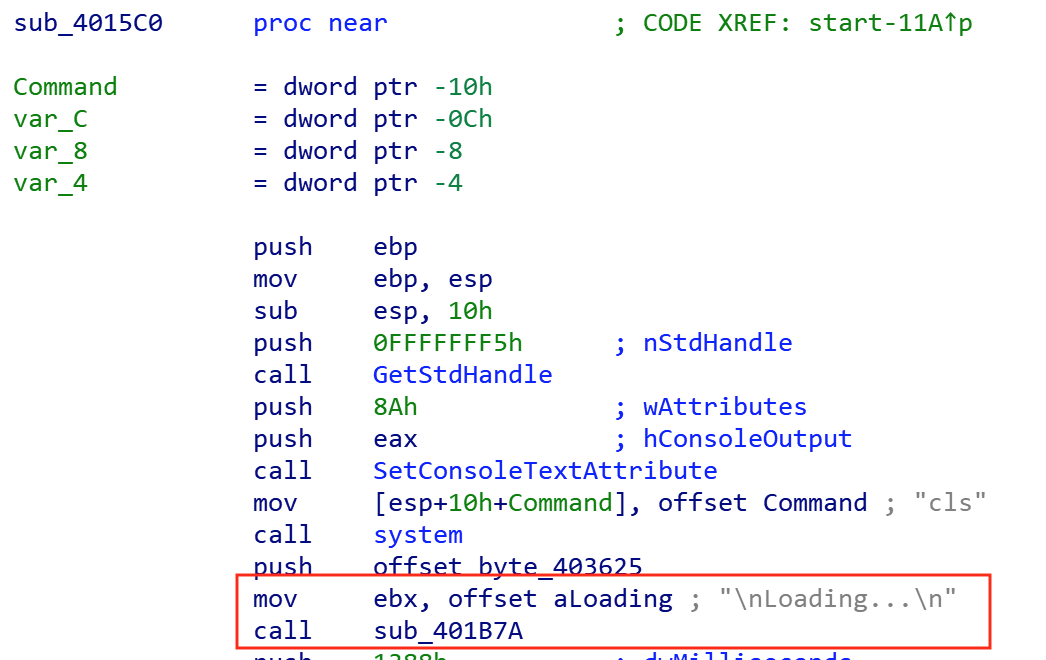 sub_4015C0 proc near ; CODE XREF: start-11A↑p
Command = dword ptr -10h
var_C = dword ptr -0Ch
var_8 = dword ptr -8
var_4 = dword ptr -4
push ebp
mov ebp, esp
sub esp, 10h
push 0FFFFFFF5h ; nStdHandle
call GetStdHandle
push 8Ah ; wAttributes
push eax ; hConsoleOutput
call SetConsoleTextAttribute
mov [esp+10h+Command], offset Command ; "cls"
call system
push offset byte_403625
mov ebx, offset aLoading ; "\nLoading...\n"
call sub_401B7A
push 1388h ; dwMilliseconds